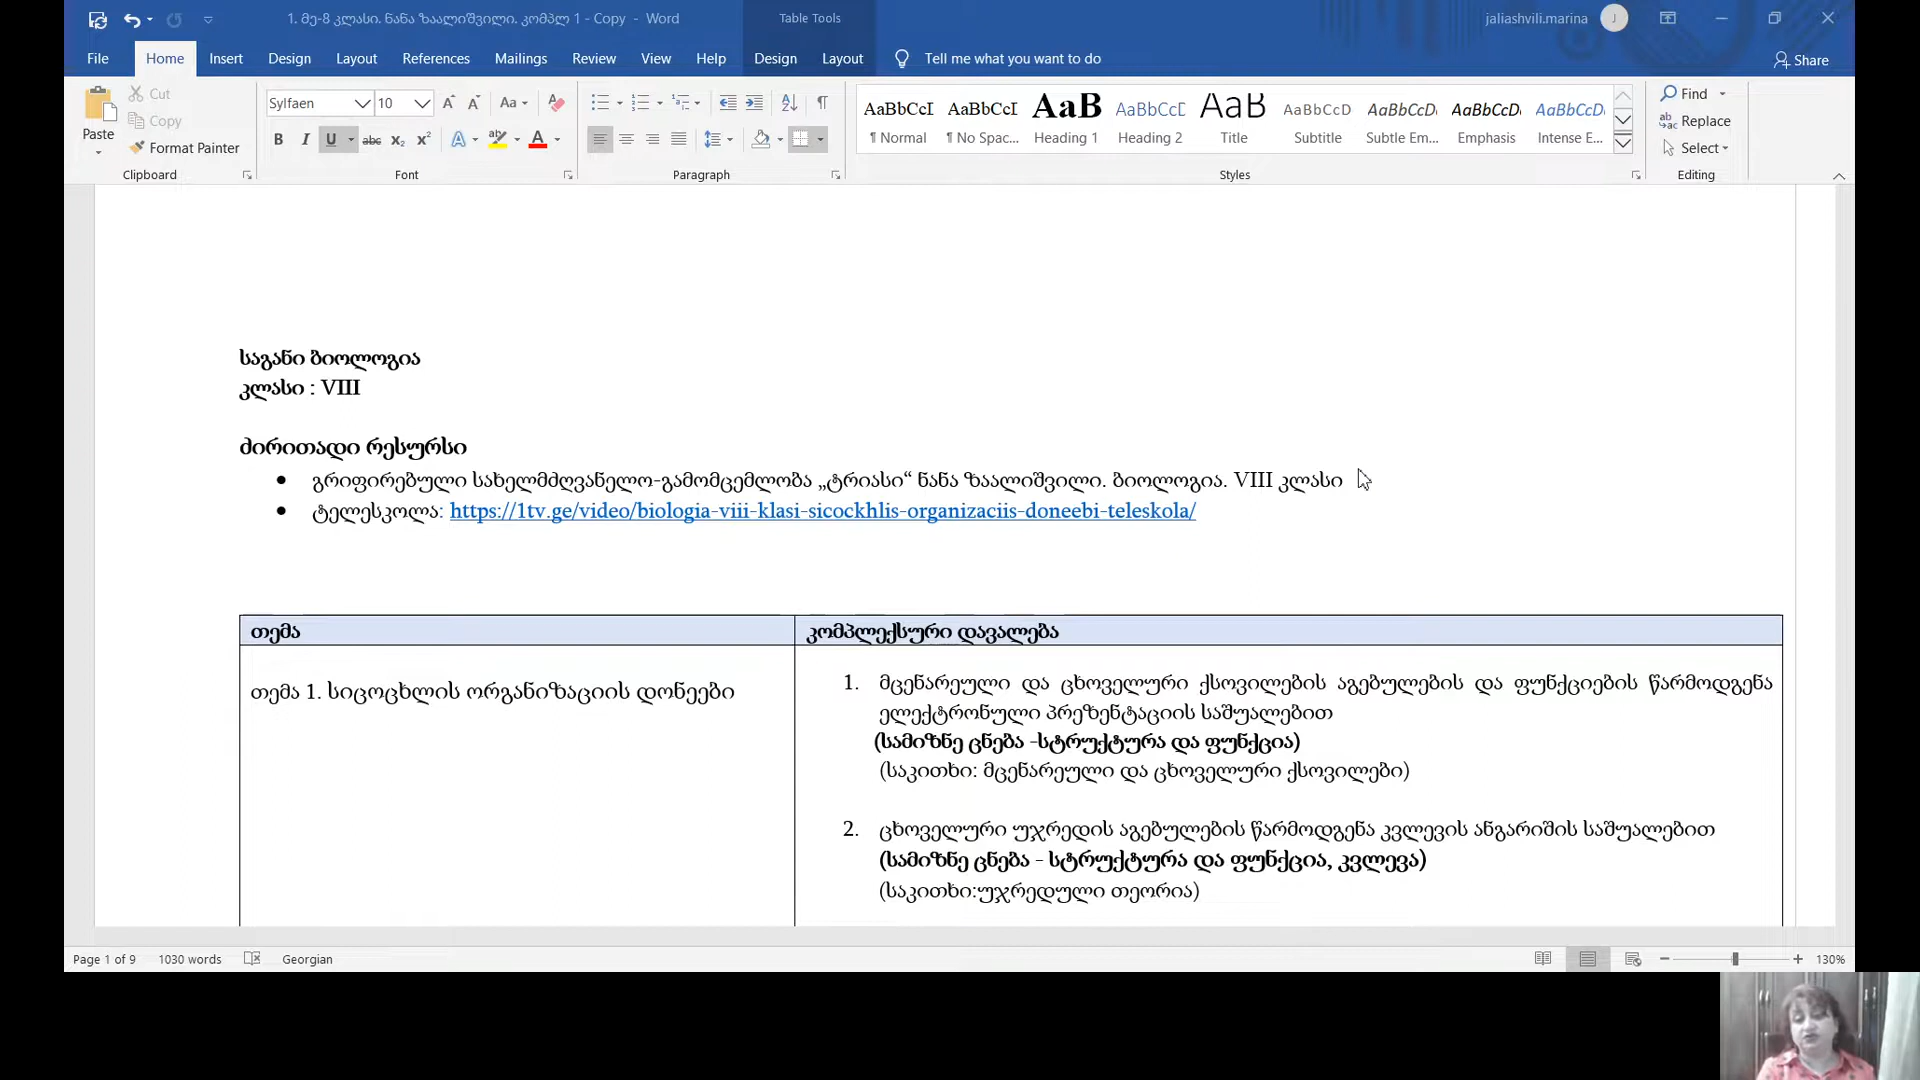 1. მე-8 კლასი. ნანა ზაალიშვილი. კომპლ 1 - Copy - Word
Table Tools
jaliashvili.marina
J
File Home Insert Design Layout References Mailings Review View Help Design Layout Tell me what you want to do Share
Paste
Cut
Copy
Format Painter
Clipboard
Sylfaen 10
Font
Paragraph
AaBbCcI AaBbCcI AaB AaBbCcI AaB AaBbCcD AaBbCcDi AaBbCcDi AaBbCcDi
¶ Normal ¶ No Spac... Heading 1 Heading 2 Title Subtitle Subtle Em... Emphasis Intense E...
Styles
Find
Replace
Select
Editing
საგანი ბიოლოგია
კლასი : VIII
ძირითადი რესურსი
• გრიფირებული სახელმძღვანელო-გამომცემლობა „ტრიასი“ ნანა ზაალიშვილი. ბიოლოგია. VIII კლასი
• ტელესკოლა: https://1tv.ge/video/biologia-viii-klasi-sicockhlis-organizaciis-doneebi-teleskola/
თემა
კომპლექსური დავალება
თემა 1. სიცოცხლის ორგანიზაციის დონეები
1. მცენარეული და ცხოველური ქსოვილების აგებულების და ფუნქციების წარმოდგენა
ელექტრონული პრეზენტაციის საშუალებით
(სამიზნე ცნება -სტრუქტურა და ფუნქცია)
(საკითხი: მცენარეული და ცხოველური ქსოვილები)
2. ცხოველური უჯრედის აგებულების წარმოდგენა კვლევის ანგარიშის საშუალებით
(სამიზნე ცნება - სტრუქტურა და ფუნქცია, კვლევა)
(საკითხი:უჯრედული თეორია)
Page 1 of 9 1030 words Georgian 130%